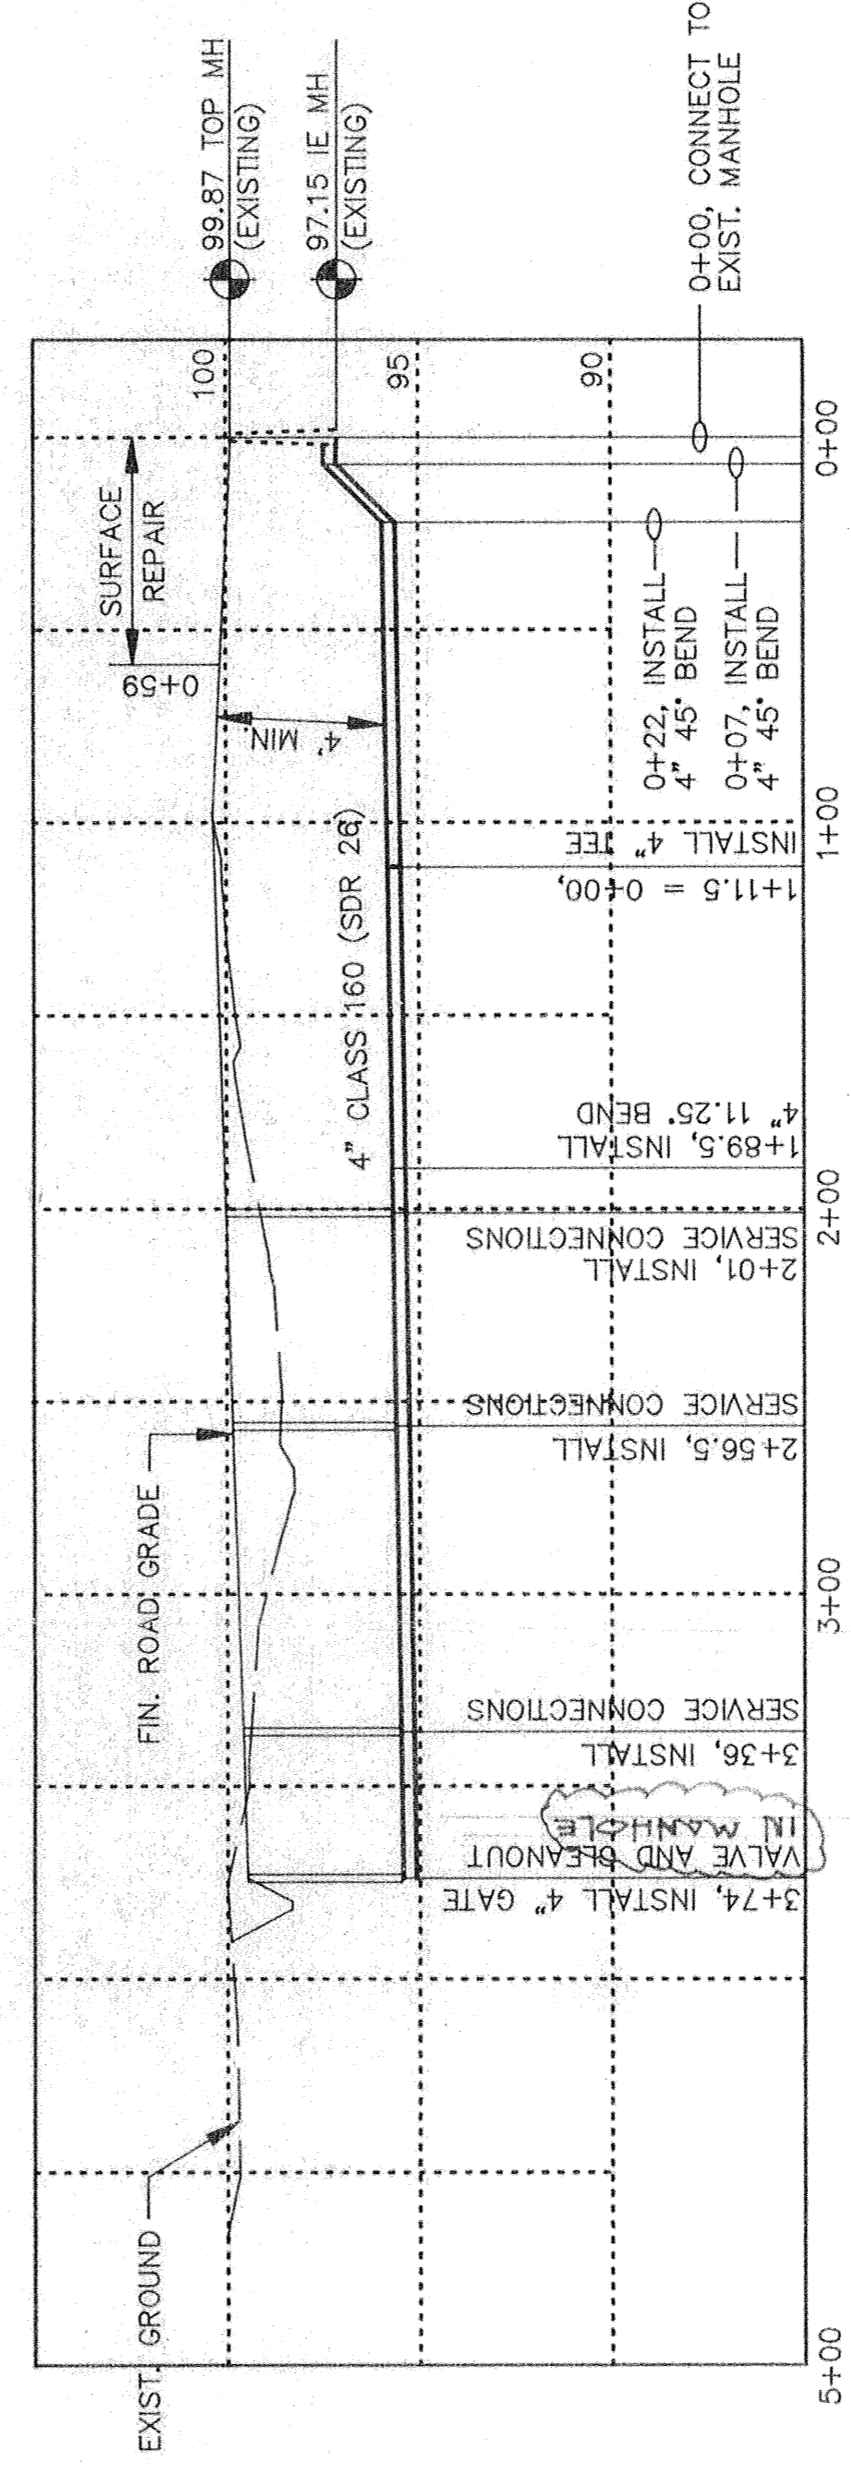 99.87 TOP MH
(EXISTING)
97.15 IE MH
(EXISTING)
0+00, CONNECT TO
EXIST. MANHOLE
100
95
90
SURFACE
REPAIR
0+59
4' MIN.
4" CLASS 160 (SDR 26)
0+22, INSTALL
4" 45° BEND
0+07, INSTALL
4" 45° BEND
1+11.5 = 0+00,
INSTALL 4" TEE
1+89.5, INSTALL
4" 11.25° BEND
2+01, INSTALL
SERVICE CONNECTIONS
2+56.5, INSTALL
SERVICE CONNECTIONS
3+36, INSTALL
SERVICE CONNECTIONS
3+74, INSTALL 4" GATE
VALVE AND CLEANOUT
IN MANHOLE
FIN. ROAD GRADE
EXIST. GROUND
0+00
1+00
2+00
3+00
5+00